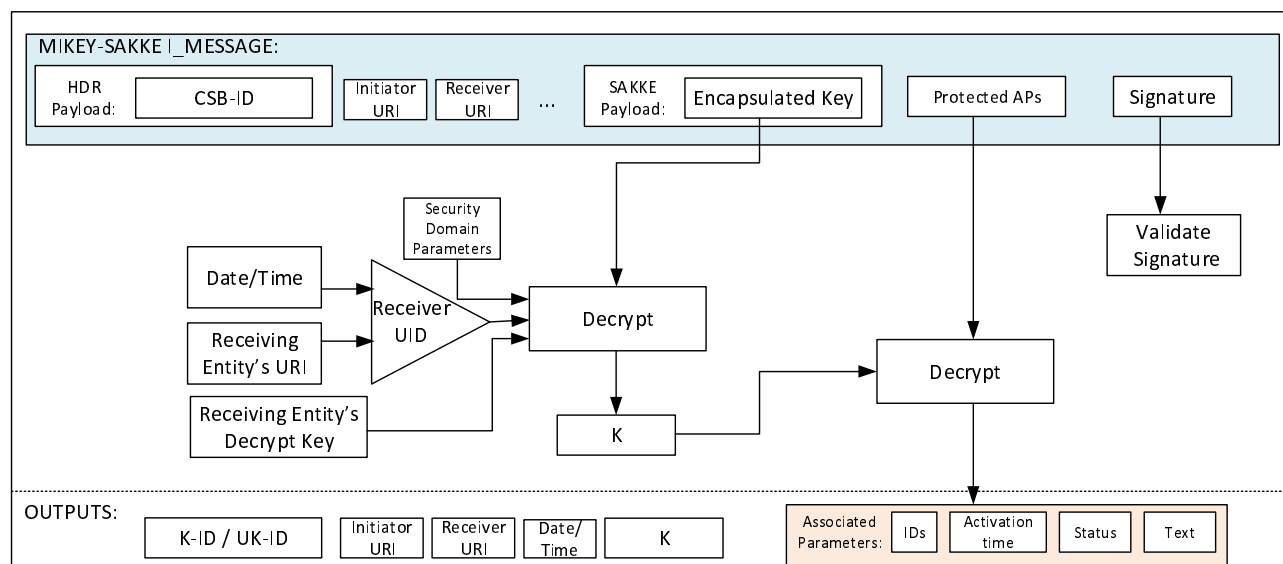 MIKEY-SAKKE I_MESSAGE:
HDR
Payload:
CSB-ID
Initiator
URI
Receiver
URI
...
SAKKE
Payload:
Encapsulated Key
Protected APs
Signature
Security
Domain
Parameters
Validate
Signature
Date/Time
Receiver
UID
Decrypt
Receiving
Entity's URI
Decrypt
Receiving Entity's
Decrypt Key
K
OUTPUTS:
K-ID / UK-ID
Initiator
URI
Receiver
URI
Date/
Time
K
Associated
Parameters:
IDs
Activation
time
Status
Text